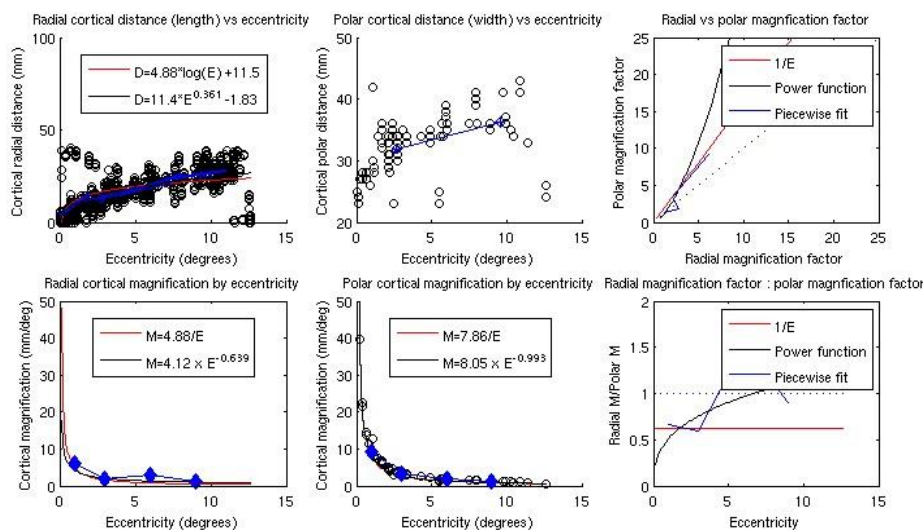 Radial cortical distance (length) vs eccentricity
Polar cortical distance (width) vs eccentricity
Radial vs polar magnfication factor
Cortical radial distance (mm)
100
50
0
D=4.88*log(E) +11.5
D=11.4*E^0.361 -1.83
0 5 10 15
Eccentricity (degrees)
Cortical polar distance (mm)
50
40
30
20
0 5 10 15
Eccentricity (degrees)
Polar magnification factor
25
20
15
10
5
0
1/E
Power function
Piecewise fit
0 5 10 15 20 25
Radial magnification factor
Radial cortical magnification by eccentricity
Polar cortical magnification by eccentricity
Radial magnification factor : polar magnification factor
Cortical magnification (mm/deg)
50
40
30
20
10
0
M=4.88/E
M=4.12 x E^-0.639
0 5 10 15
Eccentricity (degrees)
Cortical magnification (mm/deg)
50
40
30
20
10
0
M=7.86/E
M=8.05 x E^-0.993
0 5 10 15
Eccentricity (degrees)
Radial M/Polar M
2
1.5
1
0.5
0
1/E
Power function
Piecewise fit
0 5 10 15
Eccentricity